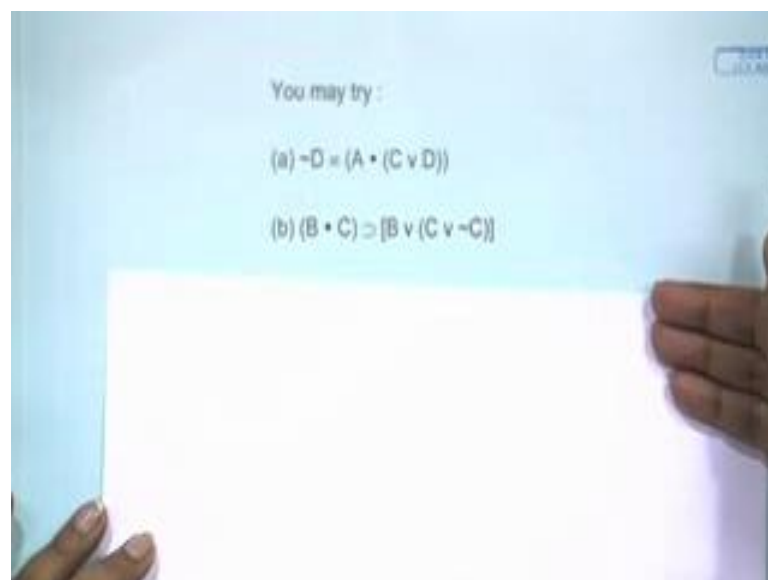 You may try :
(a) ~D ≡ (A • (C v D))
(b) (B • C) ⊃ [B v (C v ~C)]